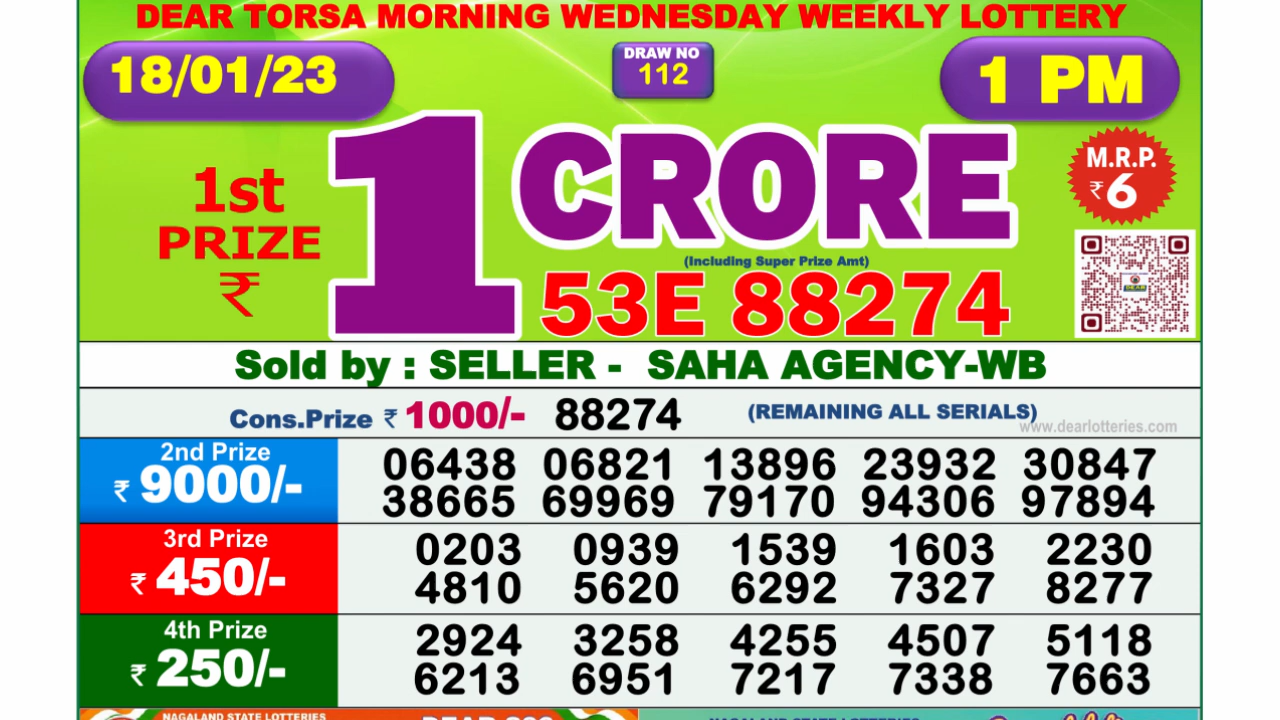 DEAR TORSA MORNING WEDNESDAY WEEKLY LOTTERY
18/01/23
DRAW NO
112
1 PM
1st
PRIZE
₹
1 CRORE
(Including Super Prize Amt)
53E 88274
M.R.P.
₹ 6
Sold by : SELLER - SAHA AGENCY-WB
Cons.Prize ₹ 1000/- 88274 (REMAINING ALL SERIALS)
www.dearlotteries.com
2nd Prize
₹ 9000/-
06438 06821 13896 23932 30847
38665 69969 79170 94306 97894
3rd Prize
₹ 450/-
0203 0939 1539 1603 2230
4810 5620 6292 7327 8277
4th Prize
₹ 250/-
2924 3258 4255 4507 5118
6213 6951 7217 7338 7663
NAGALAND STATE LOTTERIES